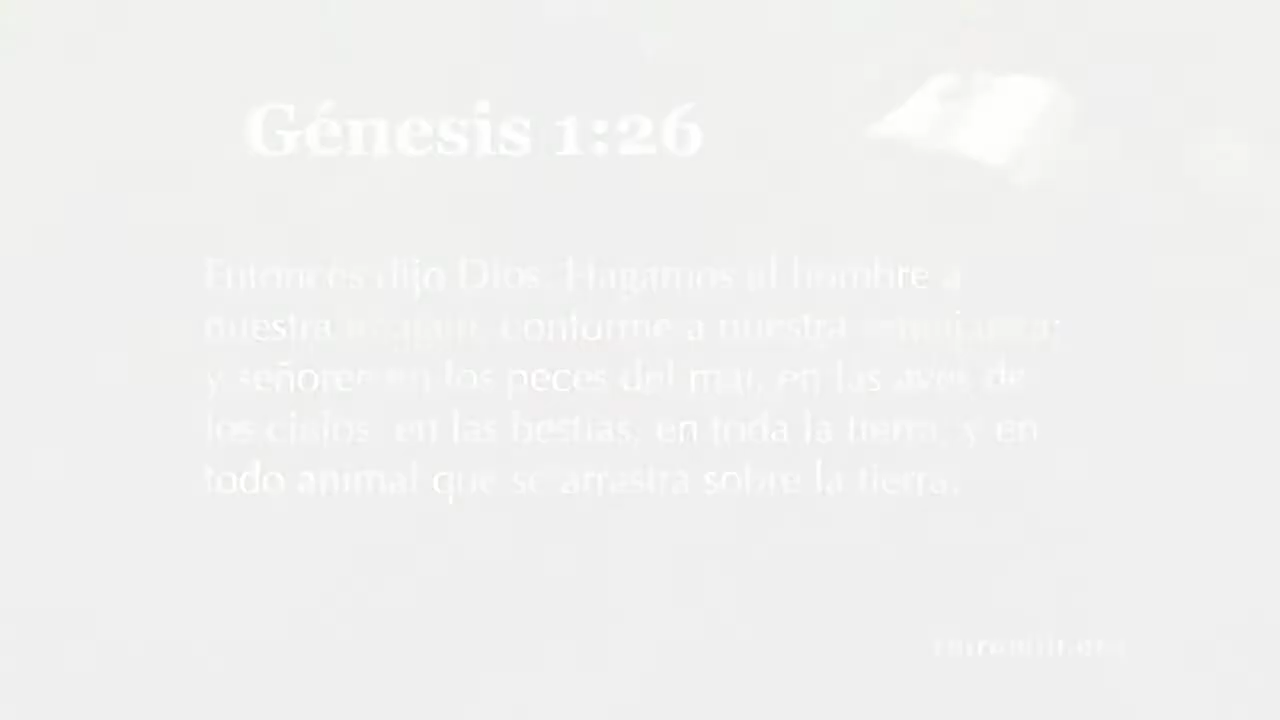 Génesis 1:26
Entonces dijo Dios: Hagamos al hombre a
nuestra imagen, conforme a nuestra semejanza;
y señoree en los peces del mar, en las aves de
los cielos, en las bestias, en toda la tierra, y en
todo animal que se arrastra sobre la tierra.